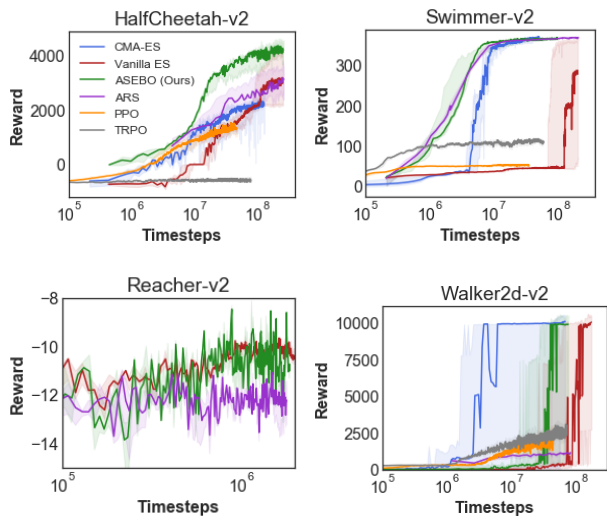 HalfCheetah-v2
4000
2000
0
Reward
CMA-ES
Vanilla ES
ASEBO (Ours)
ARS
PPO
TRPO
10^5
10^6
10^7
10^8
Timesteps
Swimmer-v2
300
200
100
0
Reward
10^5
10^6
10^7
10^8
Timesteps
Reacher-v2
−8
−10
−12
−14
Reward
10^5
10^6
Timesteps
Walker2d-v2
10000
7500
5000
2500
0
Reward
10^5
10^6
10^7
10^8
Timesteps